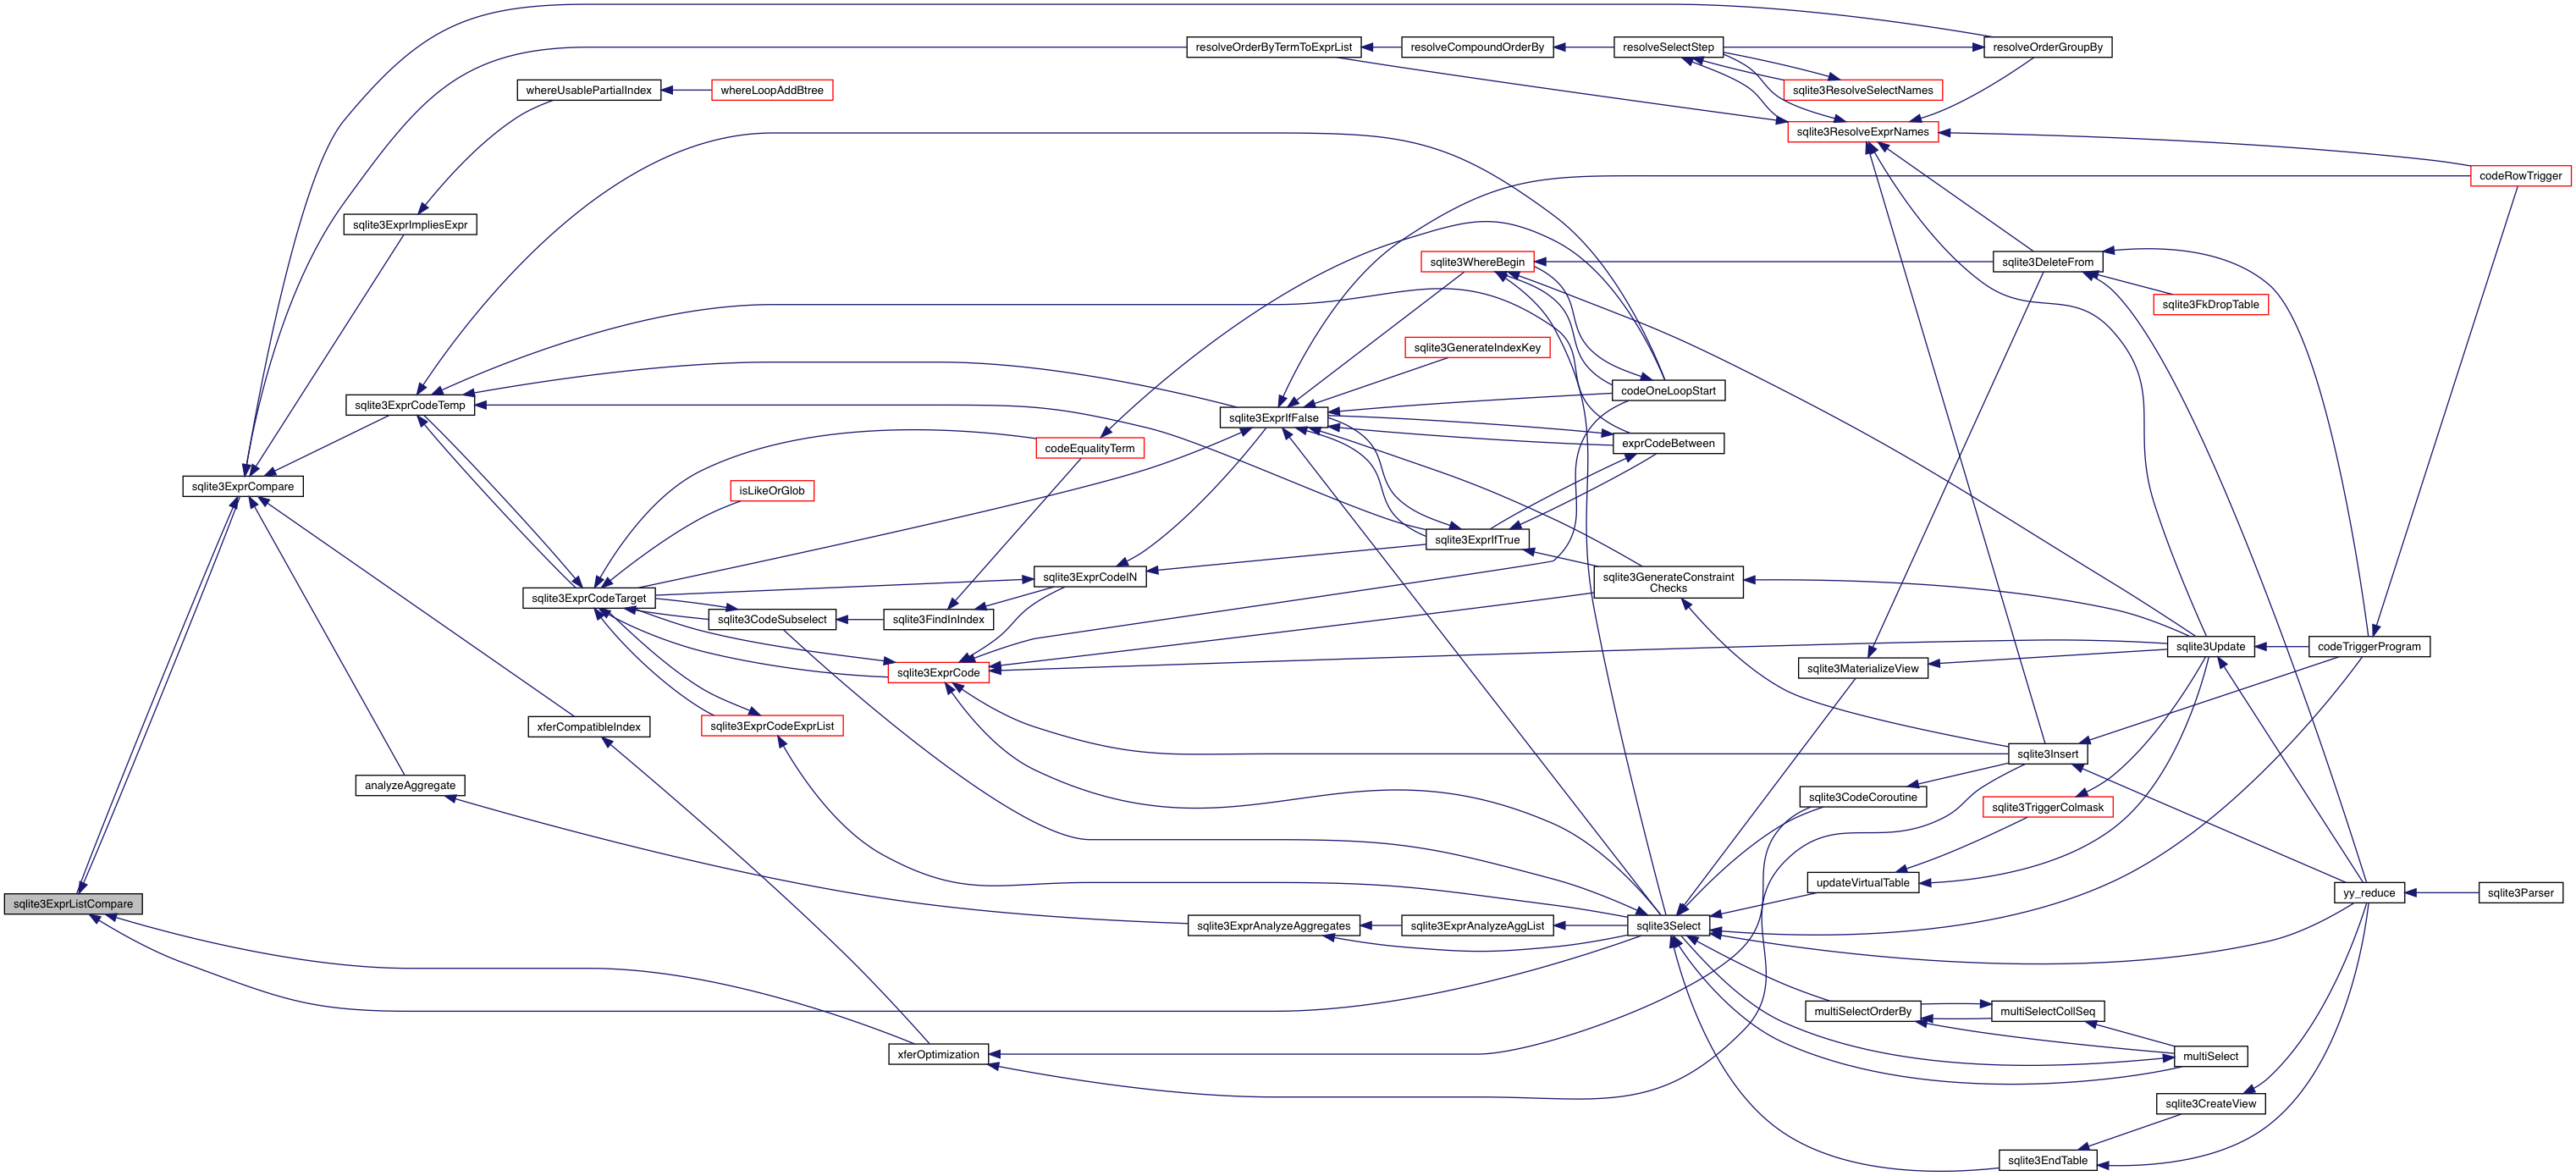 resolveOrderByTermToExprList
resolveCompoundOrderBy
resolveSelectStep
resolveOrderGroupBy
whereUsablePartialIndex
whereLoopAddBtree
sqlite3ResolveSelectNames
sqlite3ResolveExprNames
codeRowTrigger
sqlite3ExprImpliesExpr
sqlite3WhereBegin
sqlite3DeleteFrom
sqlite3FkDropTable
sqlite3GenerateIndexKey
codeOneLoopStart
sqlite3ExprCodeTemp
sqlite3ExprIfFalse
exprCodeBetween
codeEqualityTerm
sqlite3ExprCompare
isLikeOrGlob
sqlite3ExprIfTrue
sqlite3ExprCodeIN
sqlite3GenerateConstraint
Checks
sqlite3ExprCodeTarget
sqlite3CodeSubselect
sqlite3FindInIndex
sqlite3Update
codeTriggerProgram
sqlite3MaterializeView
sqlite3ExprCode
xferCompatibleIndex
sqlite3ExprCodeExprList
sqlite3Insert
analyzeAggregate
sqlite3CodeCoroutine
sqlite3TriggerColmask
updateVirtualTable
yy_reduce
sqlite3Parser
sqlite3ExprListCompare
sqlite3ExprAnalyzeAggregates
sqlite3ExprAnalyzeAggList
sqlite3Select
multiSelectOrderBy
multiSelectCollSeq
xferOptimization
multiSelect
sqlite3CreateView
sqlite3EndTable